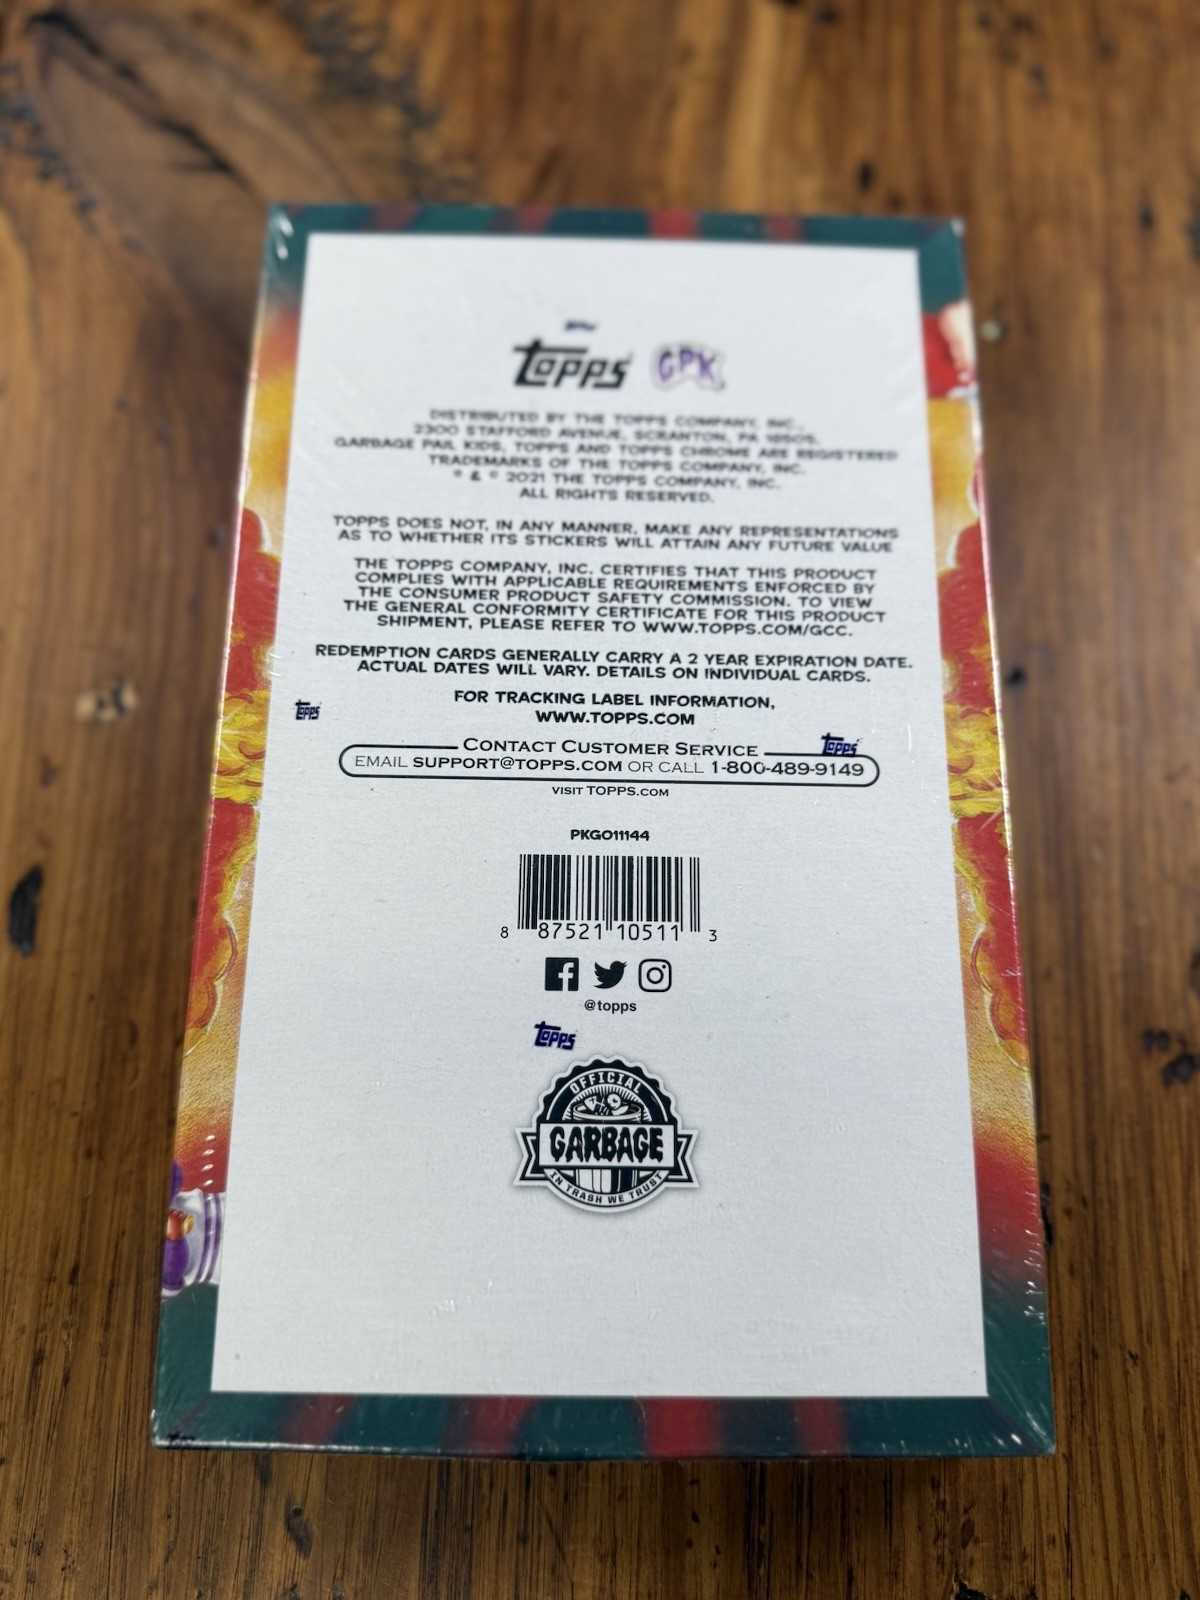 topps GPK
DISTRIBUTED BY THE TOPPS COMPANY, INC.,
2300 STAFFORD AVENUE, SCRANTON, PA 18505.
GARBAGE PAIL KIDS, TOPPS AND TOPPS CHROME ARE REGISTERED
TRADEMARKS OF THE TOPPS COMPANY, INC.
® & © 2021 THE TOPPS COMPANY, INC.
ALL RIGHTS RESERVED.
TOPPS DOES NOT, IN ANY MANNER, MAKE ANY REPRESENTATIONS
AS TO WHETHER ITS STICKERS WILL ATTAIN ANY FUTURE VALUE
THE TOPPS COMPANY, INC. CERTIFIES THAT THIS PRODUCT
COMPLIES WITH APPLICABLE REQUIREMENTS ENFORCED BY
THE CONSUMER PRODUCT SAFETY COMMISSION. TO VIEW
THE GENERAL CONFORMITY CERTIFICATE FOR THIS PRODUCT
SHIPMENT, PLEASE REFER TO WWW.TOPPS.COM/GCC.
REDEMPTION CARDS GENERALLY CARRY A 2 YEAR EXPIRATION DATE.
ACTUAL DATES WILL VARY. DETAILS ON INDIVIDUAL CARDS.
FOR TRACKING LABEL INFORMATION,
WWW.TOPPS.COM
topps
topps
CONTACT CUSTOMER SERVICE
EMAIL SUPPORT@TOPPS.COM OR CALL 1-800-489-9149
VISIT TOPPS.COM
PKGO11144
8 87521 10511 3
@topps
topps
OFFICIAL
GARBAGE
IN TRASH WE TRUST